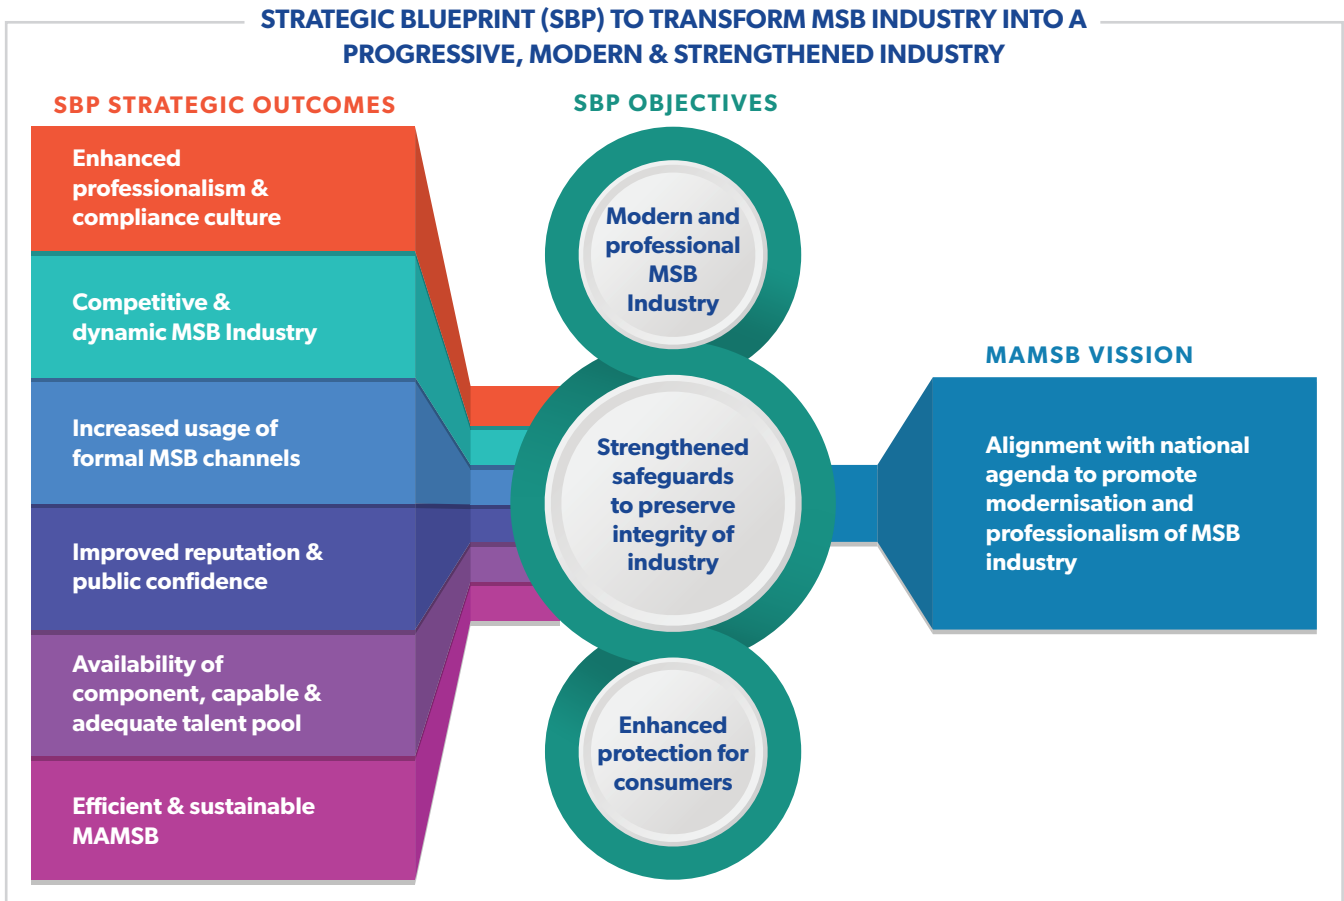 STRATEGIC BLUEPRINT (SBP) TO TRANSFORM MSB INDUSTRY INTO A
PROGRESSIVE, MODERN & STRENGTHENED INDUSTRY
SBP STRATEGIC OUTCOMES
Enhanced
professionalism &
compliance culture
Competitive &
dynamic MSB Industry
Increased usage of
formal MSB channels
Improved reputation &
public confidence
Availability of
component, capable &
adequate talent pool
Efficient & sustainable
MAMSB
SBP OBJECTIVES
Modern and
professional
MSB
Industry
Strengthened
safeguards
to preserve
integrity of
industry
Enhanced
protection for
consumers
MAMSB VISSION
Alignment with national
agenda to promote
modernisation and
professionalism of MSB
industry